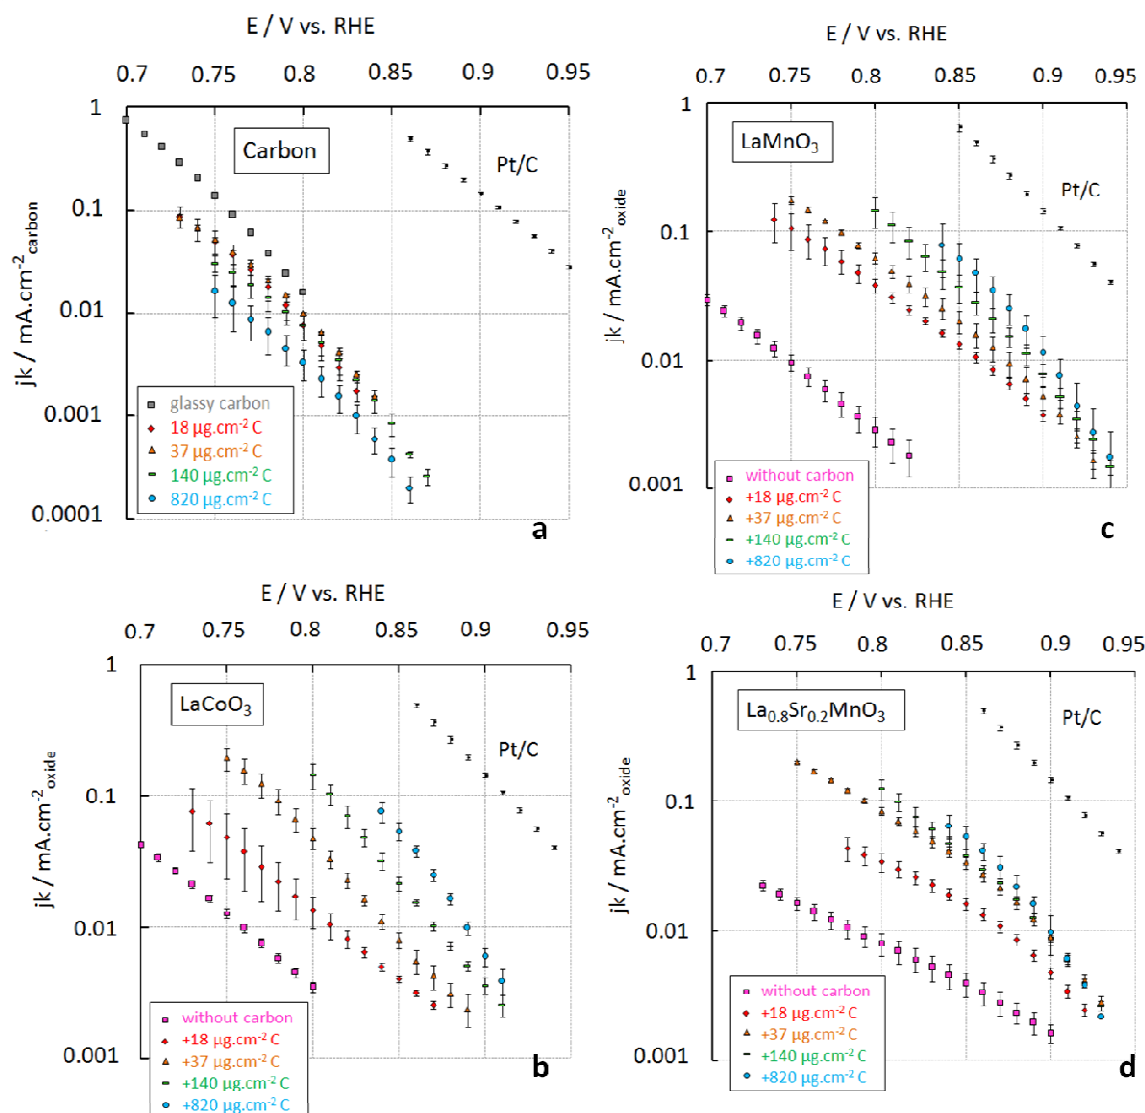 E / V vs. RHE
0.7 0.75 0.8 0.85 0.9 0.95
1
0.1
0.01
0.001
0.0001
jk / mA.cm-2carbon
Carbon
Pt/C
glassy carbon
18 µg.cm-2 C
37 µg.cm-2 C
140 µg.cm-2 C
820 µg.cm-2 C
a
E / V vs. RHE
0.7 0.75 0.8 0.85 0.9 0.95
1
0.1
0.01
0.001
jk / mA.cm-2oxide
LaMnO3
Pt/C
without carbon
+18 µg.cm-2 C
+37 µg.cm-2 C
+140 µg.cm-2 C
+820 µg.cm-2 C
c
E / V vs. RHE
0.7 0.75 0.8 0.85 0.9 0.95
1
0.1
0.01
0.001
jk / mA.cm-2oxide
LaCoO3
Pt/C
without carbon
+18 µg.cm-2 C
+37 µg.cm-2 C
+140 µg.cm-2 C
+820 µg.cm-2 C
b
E / V vs. RHE
0.7 0.75 0.8 0.85 0.9 0.95
1
0.1
0.01
0.001
jk / mA.cm-2oxide
La0.8Sr0.2MnO3
Pt/C
without carbon
+18 µg.cm-2 C
+37 µg.cm-2 C
+140 µg.cm-2 C
+820 µg.cm-2 C
d